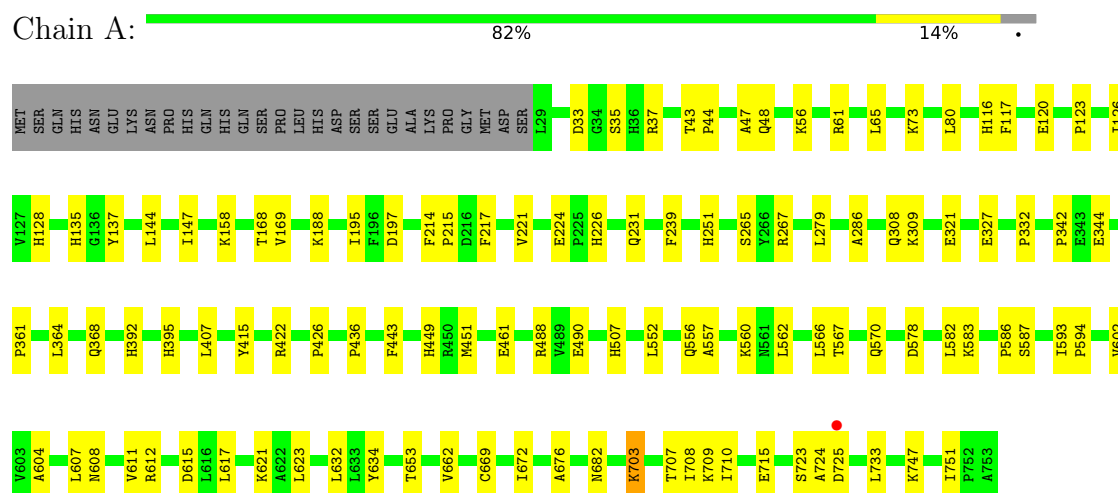 Chain A:
82% 14% •
MET SER GLN HIS ASN GLU LYS ASN PRO HIS GLN HIS GLN SER PRO LEU HIS ASP SER SER GLU ALA LYS PRO GLY MET ASP SER L29 D33 G34 S35 H36 R37 T43 P44 A47 Q48 K56 R61 L65 K73 L80 H116 F117 E120 P123 I126
V127 H128 H135 G136 Y137 L144 I147 K158 T168 V169 K188 I195 F196 D197 F214 P215 D216 F217 V221 E224 P225 H226 Q231 F239 H251 S265 Y266 R267 L279 A286 Q308 K309 E321 E327 P332 P342 E343 E344
P361 L364 Q368 H392 H395 L407 Y415 R422 P426 P436 F443 H449 R450 M451 E461 R488 V489 E490 H507 L552 Q556 A557 K560 N561 L562 L566 T567 Q570 D578 L582 K583 P586 S587 I593 P594
V603 A604 L607 N608 V611 R612 D615 L616 L617 K621 A622 L623 L632 L633 Y634 T653 V662 C669 I672 A676 N682 K703 T707 I708 K709 I710 E715 S723 A724 D725 L733 K747 I751 P752 A753